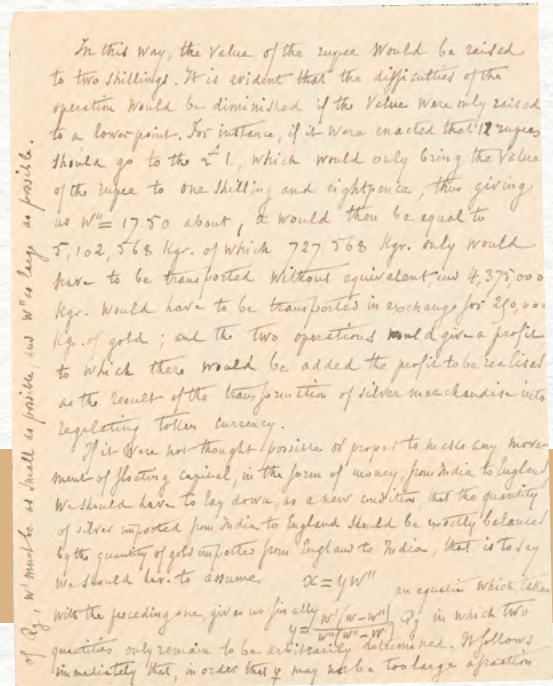 In this way, the value of the rupee would be raised
to two shillings. It is evident that the difficulties of the
operation would be diminished if the value were only raised
to a lower point. For instance, if it were enacted that 12 rupees
should go to the £ 1., which would only bring the value
of the rupee to one shilling and eightpence, thus giving
us w" = 17.50 about, x would then be equal to
5,102,568 Kgr. of which 727 568 Kgr. only would
have to be transported without equivalent and 4,375,000
Kgr. would have to be transported in exchange for 250,000
Kgr. of gold ; and the two operations would give a profit
to which there would be added the profit to be realised
as the result of the transformation of silver merchandise into
regulating token currency.
If it were not thought possible or proper to make any move-
ment of floating capital, in the form of money, from India to England
we should have to lay down, as a new condition, that the quantity
of silver imported from India to England should be exactly balanced
by the quantity of gold imported from England to India, that is to say
we should have to assume x = y w"
an equation which, taken
with the preceding one, gives us finally
y = w'(w-w")/w"(w"-w') Qg in which two
quantities only remain to be arbitrarily determined. It follows
immediately that, in order that y may not be too large a fraction
of Qg, w' must be as small as possible, and w" as large as possible.